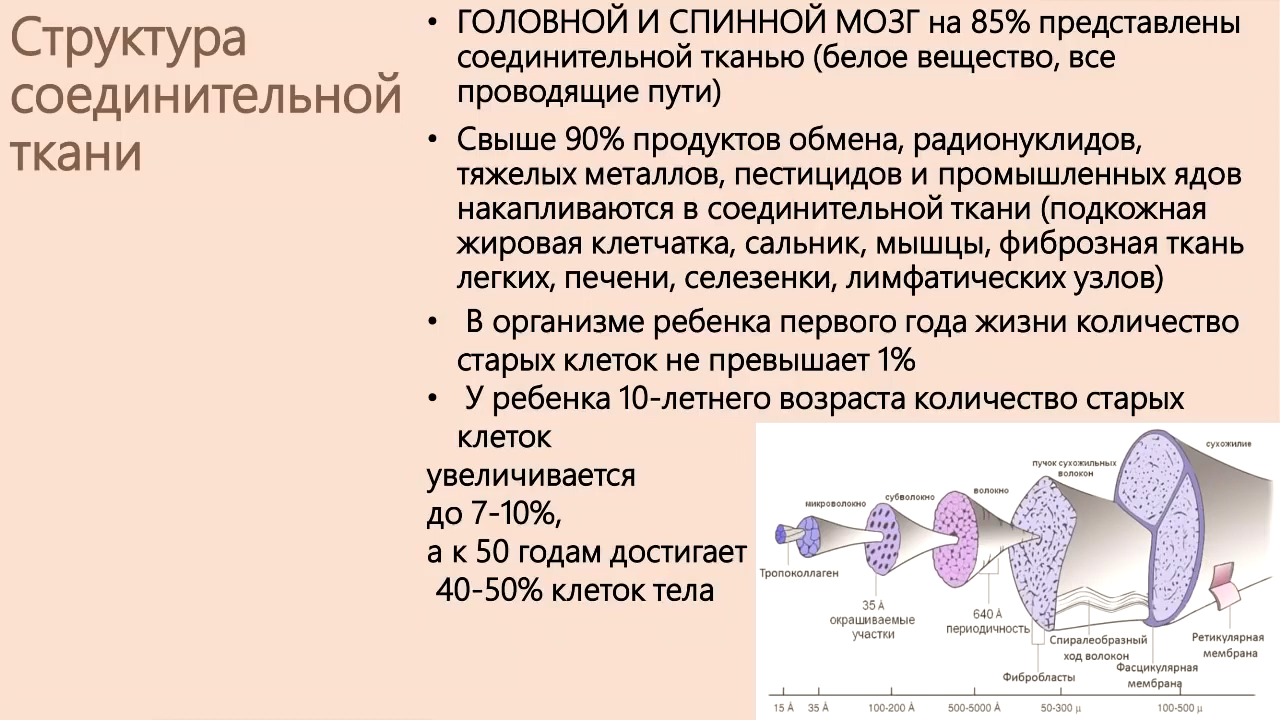 Структура
соединительной
ткани
• ГОЛОВНОЙ И СПИННОЙ МОЗГ на 85% представлены
соединительной тканью (белое вещество, все
проводящие пути)
• Свыше 90% продуктов обмена, радионуклидов,
тяжелых металлов, пестицидов и промышленных ядов
накапливаются в соединительной ткани (подкожная
жировая клетчатка, сальник, мышцы, фиброзная ткань
легких, печени, селезенки, лимфатических узлов)
• В организме ребенка первого года жизни количество
старых клеток не превышает 1%
• У ребенка 10-летнего возраста количество старых
клеток
увеличивается
до 7-10%,
а к 50 годам достигает
40-50% клеток тела
сухожилие
пучок сухожильных
волокон
волокно
субволокно
микроволокно
Тропоколлаген
35 Å
окрашиваемые
участки
640 Å
периодичность
Спиралеобразный
ход волокон
Ретикулярная
мембрана
Фасцикулярная
мембрана
Фибробласты
15 Å 35 Å 100-200 Å 500-5000 Å 50-300 μ 100-500 μ